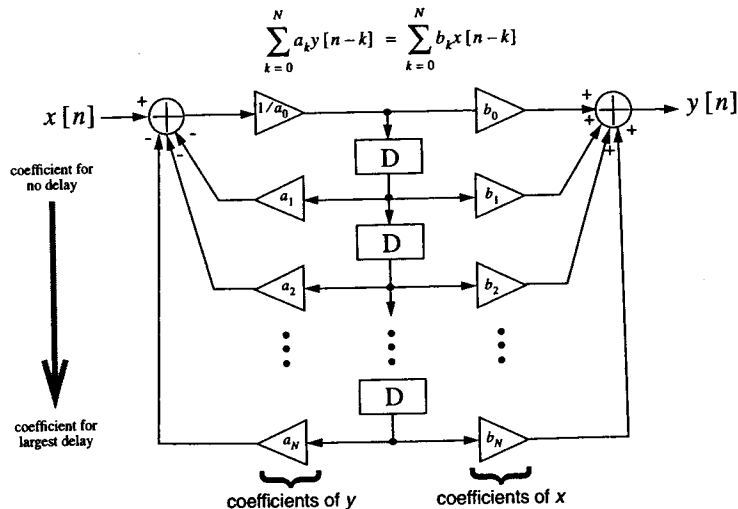 ∑_{k=0}^{N} a_k y[n-k] = ∑_{k=0}^{N} b_k x[n-k]
x[n] + 1/a_0 b_0 + y[n]
- - - + + +
coefficient for
no delay
D
a_1 b_1
D
a_2 b_2
D
coefficient for
largest delay
a_N b_N
coefficients of y coefficients of x